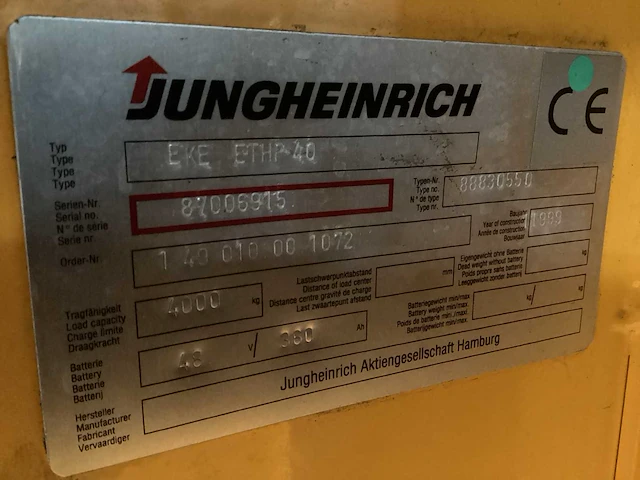 JUNGHEINRICH
CE
Typ
Type
Type
Type
EKE ETHP-40
Serien-Nr.
Serial no.
N° de série
Serie nr.
87006915
Typen-Nr.
Type no.
N° de type
Type nr.
88830550
Order-Nr.
1 40 010 00 1072
Baujahr
Year of construction
Année de construction
Bouwjaar
1999
Tragfähigkeit
Load capacity
Charge limite
Draagkracht
4000 kg
Lastschwerpunktsabstand
Distance of load center
Distance centre gravité de charge
Last zwaartepunt afstand
mm
Eigengewicht ohne Batterie
Dead weight without battery
Poids propre sans batterie
Leeggewicht zonder batterij
kg
Batterie
Battery
Batterie
Batterij
48 V/ 360 Ah
Batteriegewicht min/max
Battery weight min/max
Poids de batterie min./maxi.
Batterijgewicht min/max
kg/ kg
Hersteller
Manufacturer
Fabricant
Vervaardiger
Jungheinrich Aktiengesellschaft Hamburg